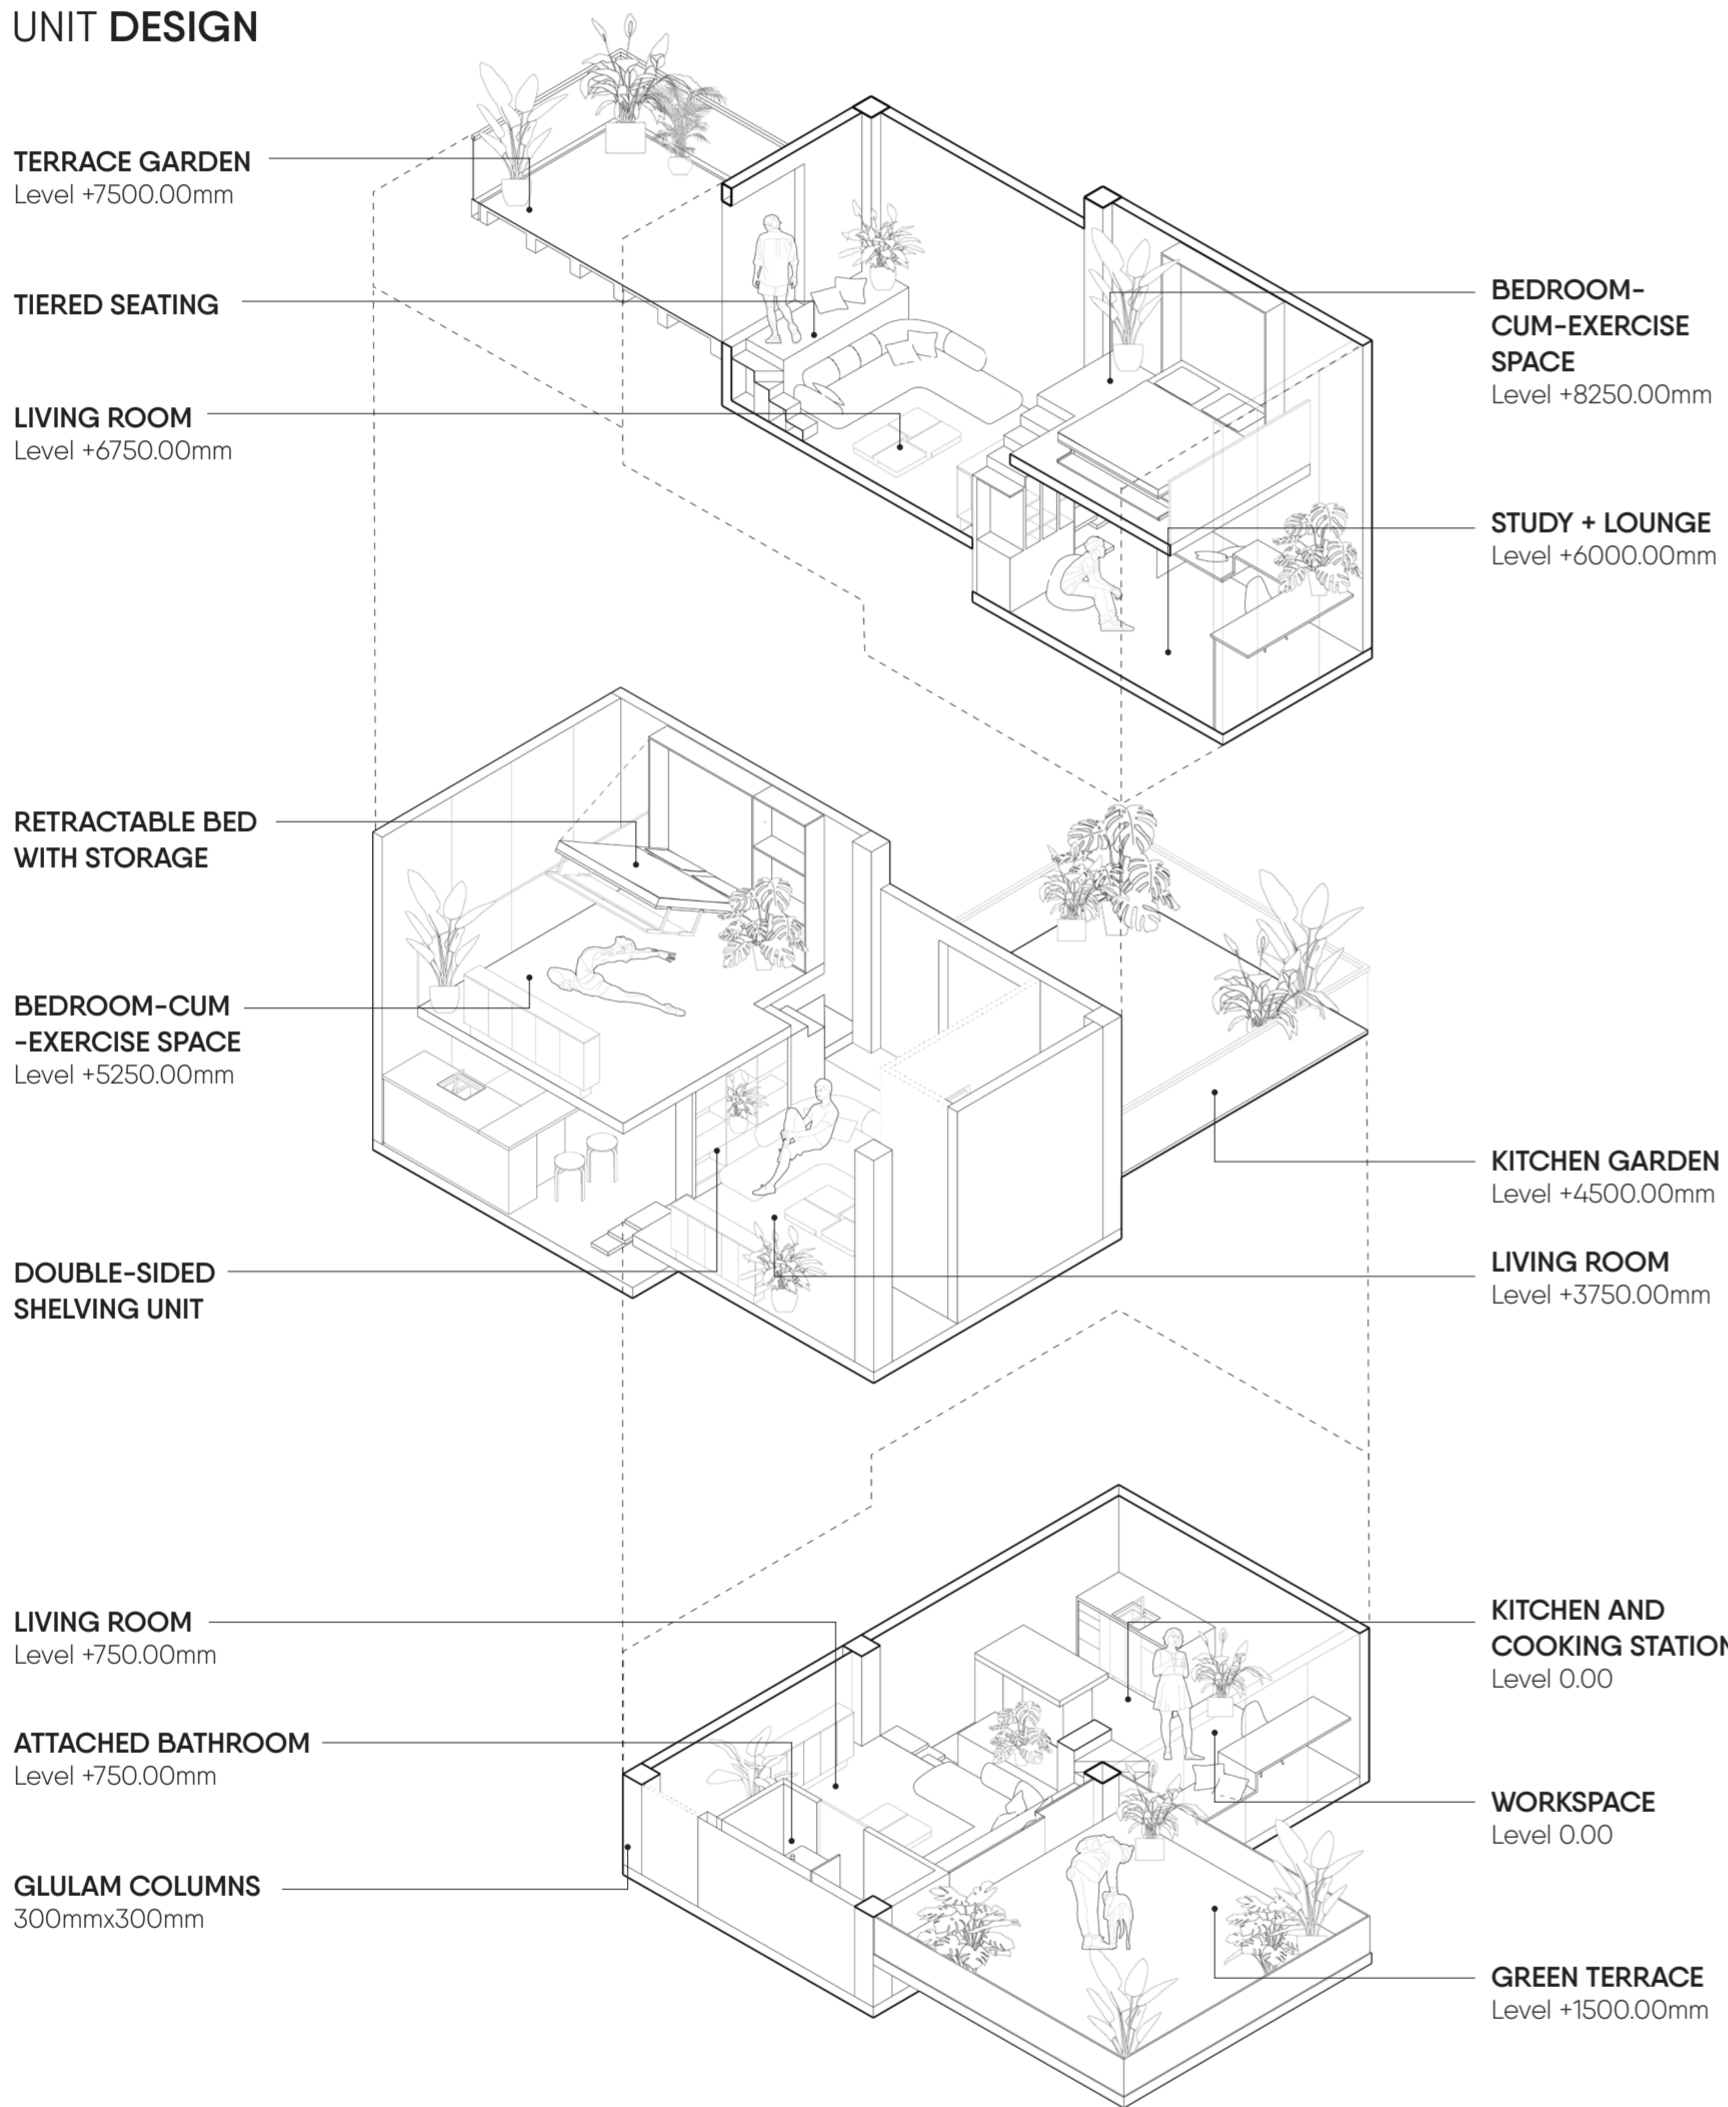 UNIT DESIGN
TERRACE GARDEN
Level +7500.00mm
TIERED SEATING
LIVING ROOM
Level +6750.00mm
BEDROOM-
CUM-EXERCISE
SPACE
Level +8250.00mm
STUDY + LOUNGE
Level +6000.00mm
RETRACTABLE BED
WITH STORAGE
BEDROOM-CUM
-EXERCISE SPACE
Level +5250.00mm
DOUBLE-SIDED
SHELVING UNIT
KITCHEN GARDEN
Level +4500.00mm
LIVING ROOM
Level +3750.00mm
LIVING ROOM
Level +750.00mm
ATTACHED BATHROOM
Level +750.00mm
GLULAM COLUMNS
300mmx300mm
KITCHEN AND
COOKING STATION
Level 0.00
WORKSPACE
Level 0.00
GREEN TERRACE
Level +1500.00mm